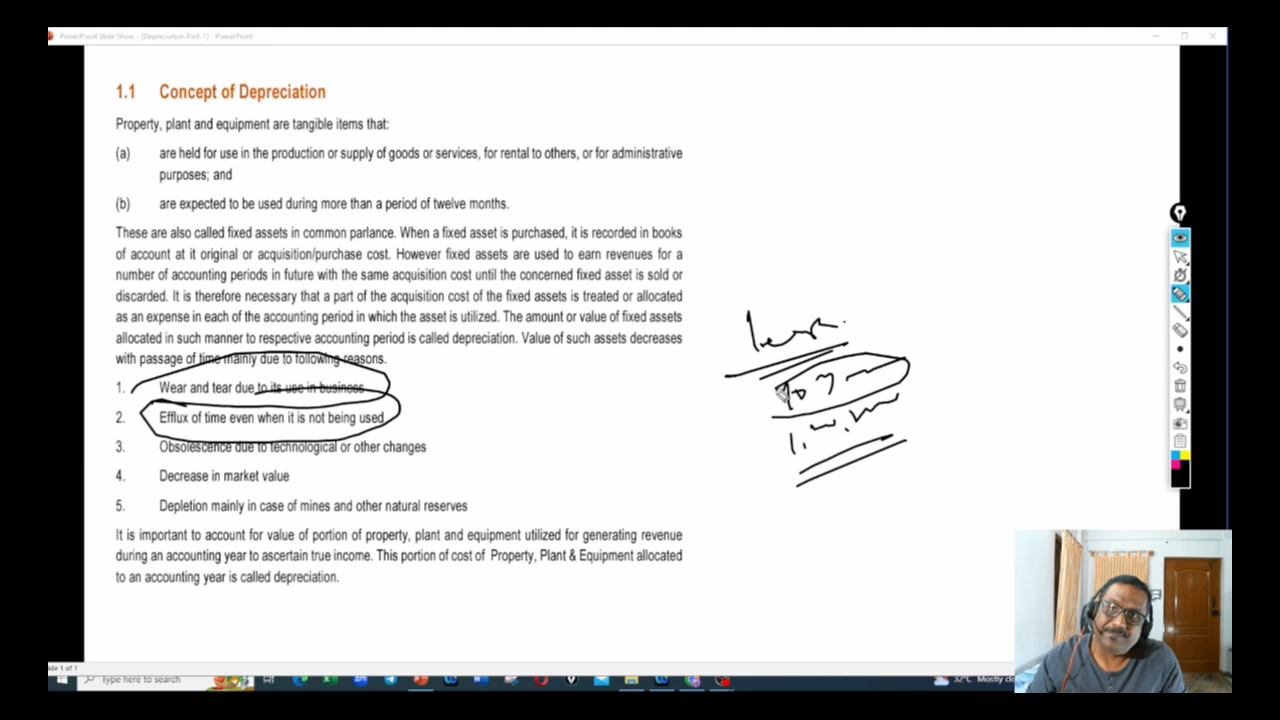 PowerPoint Slide Show - [Depreciation Part-1] - PowerPoint
1.1 Concept of Depreciation
Property, plant and equipment are tangible items that:
(a) are held for use in the production or supply of goods or services, for rental to others, or for administrative
purposes; and
(b) are expected to be used during more than a period of twelve months.
These are also called fixed assets in common parlance. When a fixed asset is purchased, it is recorded in books
of account at it original or acquisition/purchase cost. However fixed assets are used to earn revenues for a
number of accounting periods in future with the same acquisition cost until the concerned fixed asset is sold or
discarded. It is therefore necessary that a part of the acquisition cost of the fixed assets is treated or allocated
as an expense in each of the accounting period in which the asset is utilized. The amount or value of fixed assets
allocated in such manner to respective accounting period is called depreciation. Value of such assets decreases
with passage of time mainly due to following reasons.
1. Wear and tear due to its use in business
2. Efflux of time even when it is not being used
3. Obsolescence due to technological or other changes
4. Decrease in market value
5. Depletion mainly in case of mines and other natural reserves
It is important to account for value of portion of property, plant and equipment utilized for generating revenue
during an accounting year to ascertain true income. This portion of cost of Property, Plant & Equipment allocated
to an accounting year is called depreciation.
1 of 1
Type here to search
32°C Mostly